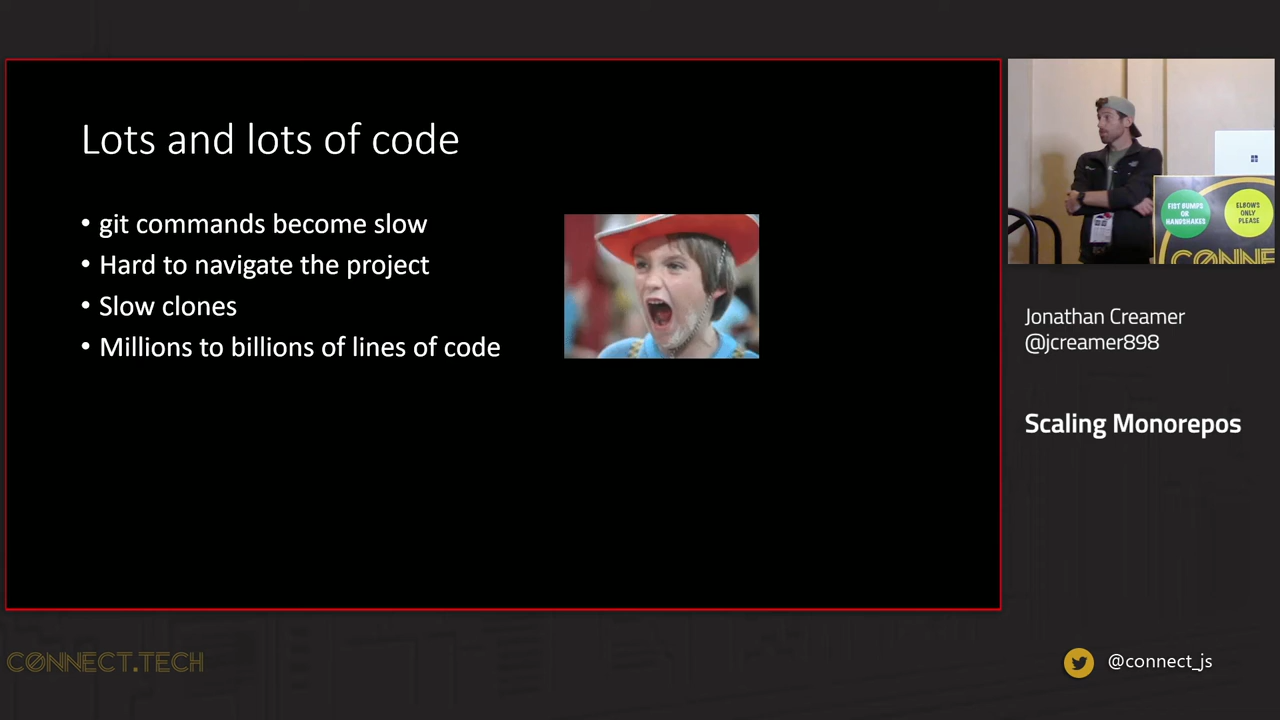 Lots and lots of code
• git commands become slow
• Hard to navigate the project
• Slow clones
• Millions to billions of lines of code
FIST BUMPS
OR
HANDSHAKES
ELBOWS
ONLY
PLEASE
CONNE
Jonathan Creamer
@jcreamer898
Scaling Monorepos
CONNECT.TECH
@connect_js